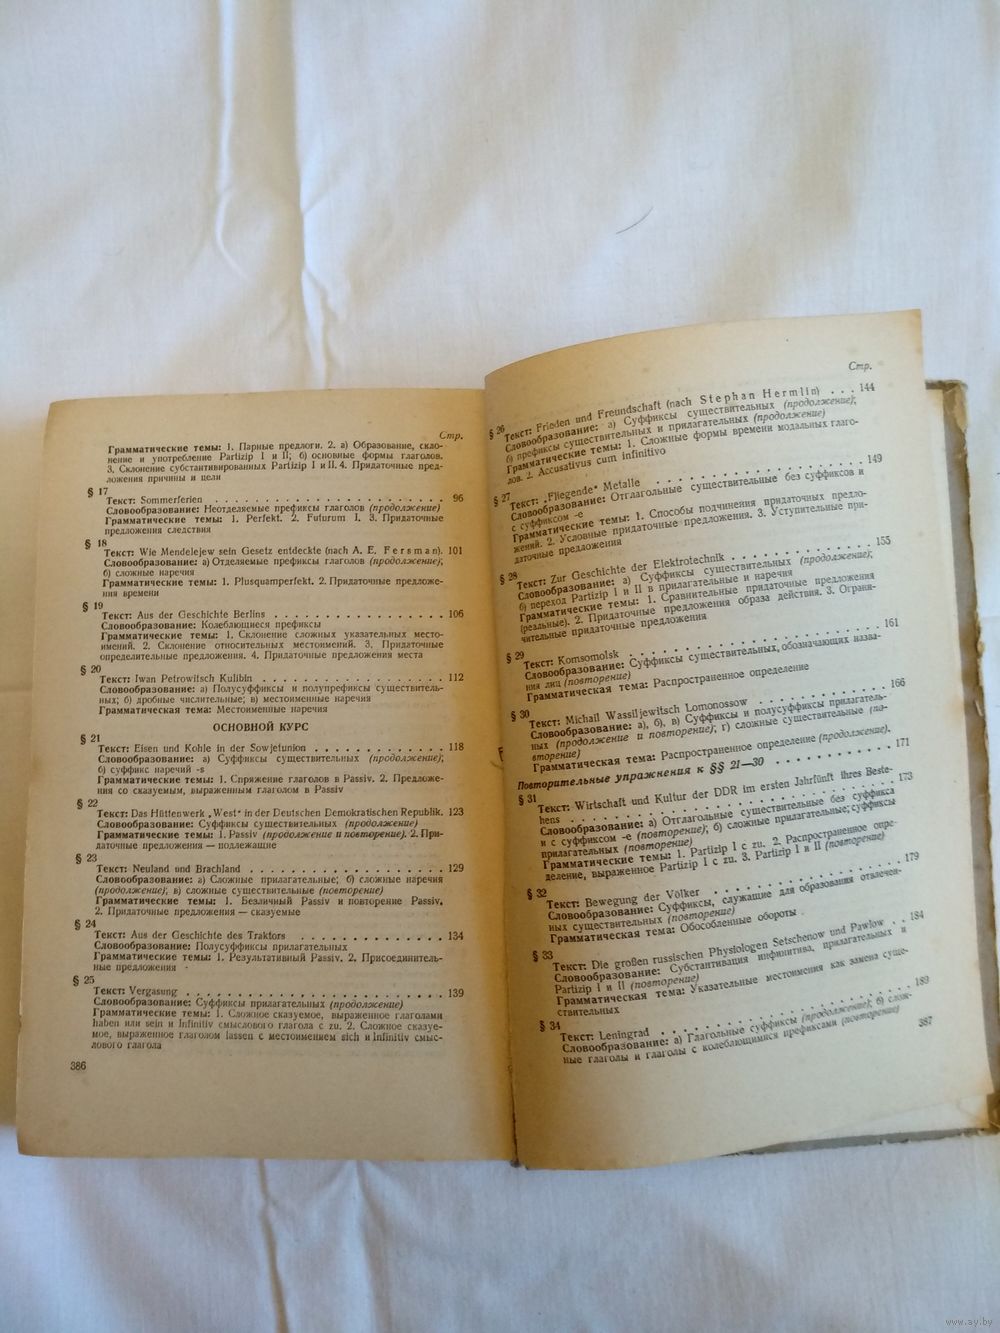 Стр.
Грамматические темы: 1. Парные предлоги. 2. а) Образование, скло-
нение и употребление Partizip I и II; б) основные формы глаголов.
3. Склонение субстантивированных Partizip I и II. 4. Придаточные пред-
ложения причины и цели
§ 17
Текст: Sommerferien . . . . . . . . . . . . . . . . . . . . . 96
Словообразование: Неотделяемые префиксы глаголов (продолжение)
Грамматические темы: 1. Perfekt. 2. Futurum I. 3. Придаточные
предложения следствия
§ 18
Текст: Wie Mendelejew sein Gesetz entdeckte (nach A. E. Fersman). 101
Словообразование: а) Отделяемые префиксы глаголов (продолжение);
б) сложные наречия
Грамматические темы: 1. Plusquamperfekt. 2. Придаточные предложе-
ния времени
§ 19
Текст: Aus der Geschichte Berlins . . . . . . . . . . . . . . 106
Словообразование: Колеблющиеся префиксы
Грамматические темы: 1. Склонение сложных указательных место-
имений. 2. Склонение относительных местоимений. 3. Придаточные
определительные предложения. 4. Придаточные предложения места
§ 20
Текст: Iwan Petrowitsch Kulibin . . . . . . . . . . . . . . . 112
Словообразование: а) Полусуффиксы и полупрефиксы существитель-
ных; б) дробные числительные; в) местоименные наречия
Грамматическая тема: Местоименные наречия
ОСНОВНОЙ КУРС
§ 21
Текст: Eisen und Kohle in der Sowjetunion . . . . . . . . . . 118
Словообразование: а) Суффиксы существительных (продолжение);
б) суффикс наречий -s
Грамматические темы: 1. Спряжение глаголов в Passiv. 2. Предложе-
ния со сказуемым, выраженным глаголом в Passiv
§ 22
Текст: Das Hüttenwerk „West" in der Deutschen Demokratischen Republik. 123
Словообразование: Суффиксы существительных (продолжение)
Грамматические темы: 1. Passiv (продолжение и повторение). 2. При-
даточные предложения — подлежащие
§ 23
Текст: Neuland und Brachland . . . . . . . . . . . . . . . . 129
Словообразование: а) Сложные прилагательные; б) сложные наречия
(продолжение); в) сложные существительные (повторение)
Грамматические темы: 1. Безличный Passiv и повторение Passiv.
2. Придаточные предложения — сказуемые
§ 24
Текст: Aus der Geschichte des Traktors . . . . . . . . . . . . 134
Словообразование: Полусуффиксы прилагательных
Грамматические темы: 1. Результативный Passiv. 2. Присоединитель-
ные предложения
§ 25
Текст: Vergasung . . . . . . . . . . . . . . . . . . . . . . 139
Словообразование: Суффиксы прилагательных (продолжение)
Грамматические темы: 1. Сложное сказуемое, выраженное глаголами
haben или sein и Infinitiv смыслового глагола с zu. 2. Сложное сказуе-
мое, выраженное глаголом lassen с местоимением sich и Infinitiv смыс-
лового глагола
386
Стр.
§ 26
Текст: Frieden und Freundschaft (nach Stephan Hermlin) . . . 144
Словообразование: а) Суффиксы существительных (продолжение);
б) префиксы существительных и прилагательных (продолжение)
Грамматические темы: 1. Сложные формы времени модальных глаго-
лов. 2. Accusativus cum infinitivo
§ 27
Текст: „Fliegende" Metalle . . . . . . . . . . . . . . . . . 149
Словообразование: Отглагольные существительные без суффиксов и
с суффиксом -e
Грамматические темы: 1. Способы подчинения придаточных предло-
жений. 2. Условные придаточные предложения. 3. Уступительные при-
даточные предложения
§ 28
Текст: Zur Geschichte der Elektrotechnik . . . . . . . . . . . 155
Словообразование: а) Суффиксы существительных (продолжение);
б) переход Partizip I и II в прилагательные и наречия
Грамматические темы: 1. Сравнительные придаточные предложения
(реальные). 2. Придаточные предложения образа действия. 3. Ограни-
чительные придаточные предложения
§ 29
Текст: Komsomolsk . . . . . . . . . . . . . . . . . . . . . 161
Словообразование: Суффиксы существительных, обозначающих назва-
ния лиц (повторение)
Грамматическая тема: Распространенное определение
§ 30
Текст: Michail Wassiljewitsch Lomonossow . . . . . . . . . . . 166
Словообразование: а), б), в) Суффиксы и полусуффиксы прилагатель-
ных (продолжение и повторение); г) сложные существительные (по-
вторение)
Грамматическая тема: Распространенное определение (продолжение).
Повторительные упражнения к §§ 21—30 . . . . . . . . . . 171
§ 31
Текст: Wirtschaft und Kultur der DDR im ersten Jahrfünft ihres Beste-
hens . . . . . . . . . . . . . . . . . . . . . . . . . . . 173
Словообразование: а) Отглагольные существительные без суффикса
и с суффиксом -e (повторение); б) сложные прилагательные; суффиксы
прилагательных (повторение)
Грамматические темы: 1. Partizip I с zu. 2. Распространенное опре-
деление, выраженное Partizip I с zu. 3. Partizip I и II (повторение)
§ 32
Текст: Bewegung der Völker . . . . . . . . . . . . . . . . . 179
Словообразование: Суффиксы, служащие для образования отвлечен-
ных существительных (повторение)
Грамматическая тема: Обособленные обороты
§ 33
Текст: Die großen russischen Physiologen Setschenow und Pawlow . . 184
Словообразование: Субстантивация инфинитива, прилагательных и
Partizip I и II (повторение)
Грамматическая тема: Указательные местоимения как замена суще-
ствительных
§ 34
Текст: Leningrad . . . . . . . . . . . . . . . . . . . . . . 189
Словообразование: а) Глагольные суффиксы (продолжение); б) слож-
ные глаголы и глаголы с колеблющимися префиксами (повторение)
387
www.ay.by